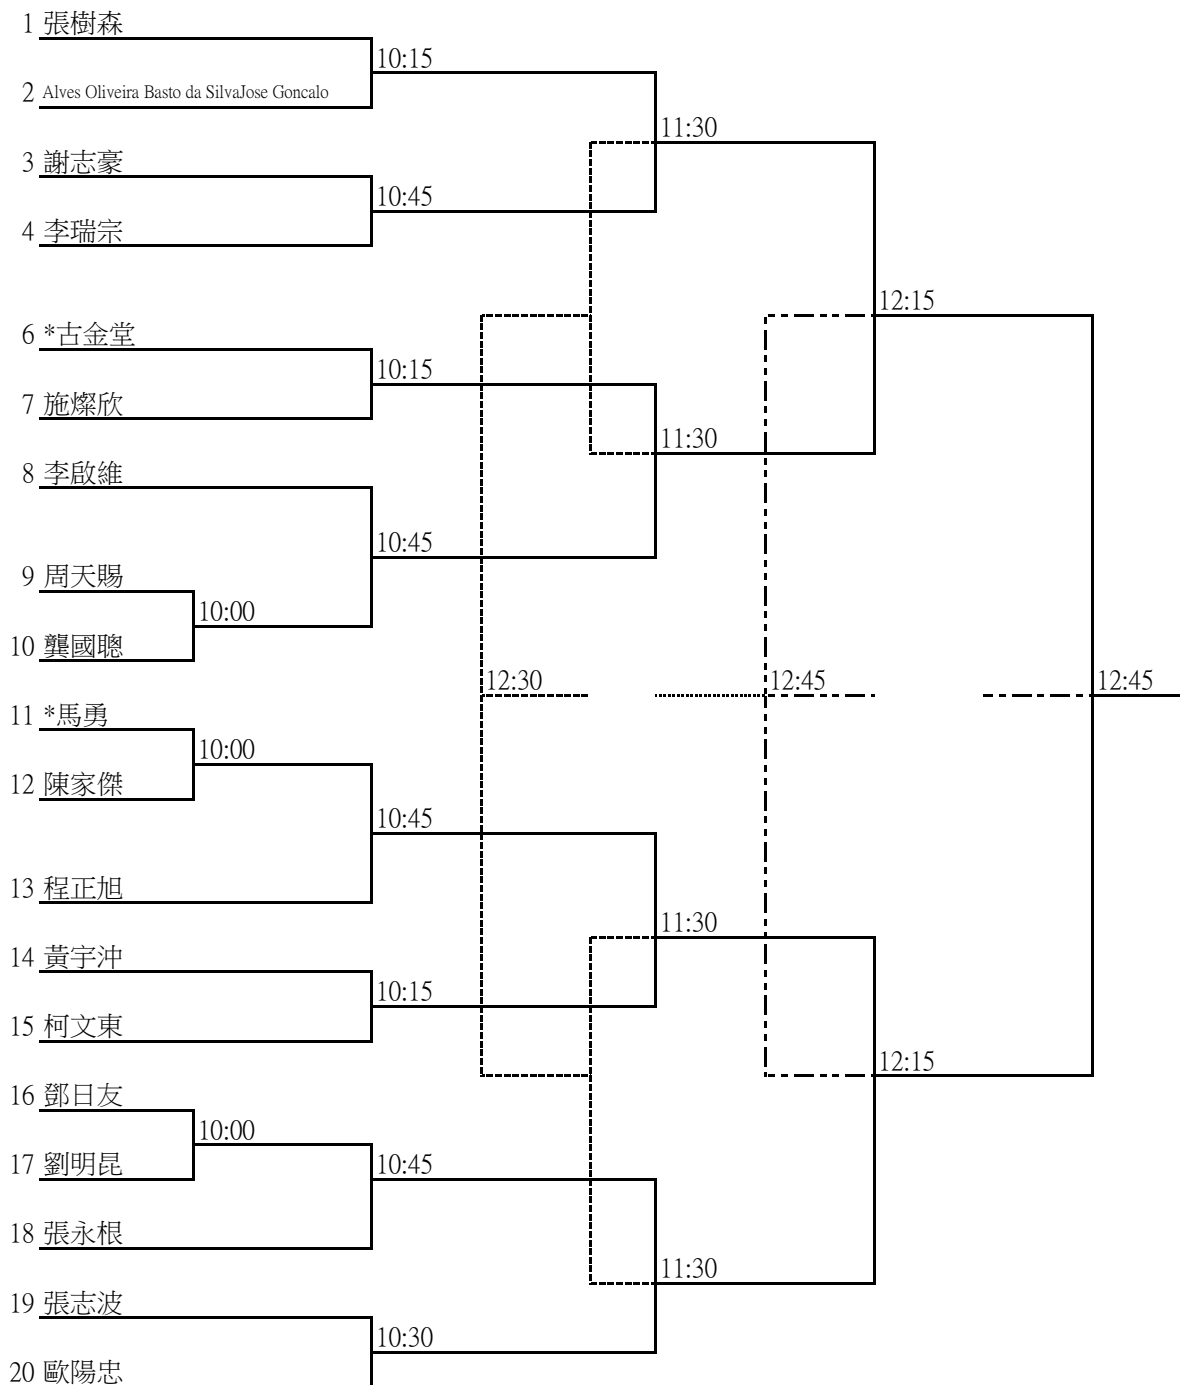 1 張樹森
10:15
2 Alves Oliveira Basto da SilvaJose Goncalo
11:30
3 謝志豪
10:45
4 李瑞宗
12:15
6 *古金堂
10:15
7 施燦欣
11:30
8 李啟維
10:45
9 周天賜
10:00
10 龔國聰
12:30 12:45 12:45
11 *馬勇
10:00
12 陳家傑
10:45
13 程正旭
11:30
14 黃宇沖
10:15
15 柯文東
12:15
16 鄧日友
10:00
17 劉明昆 10:45
18 張永根
11:30
19 張志波
10:30
20 歐陽忠